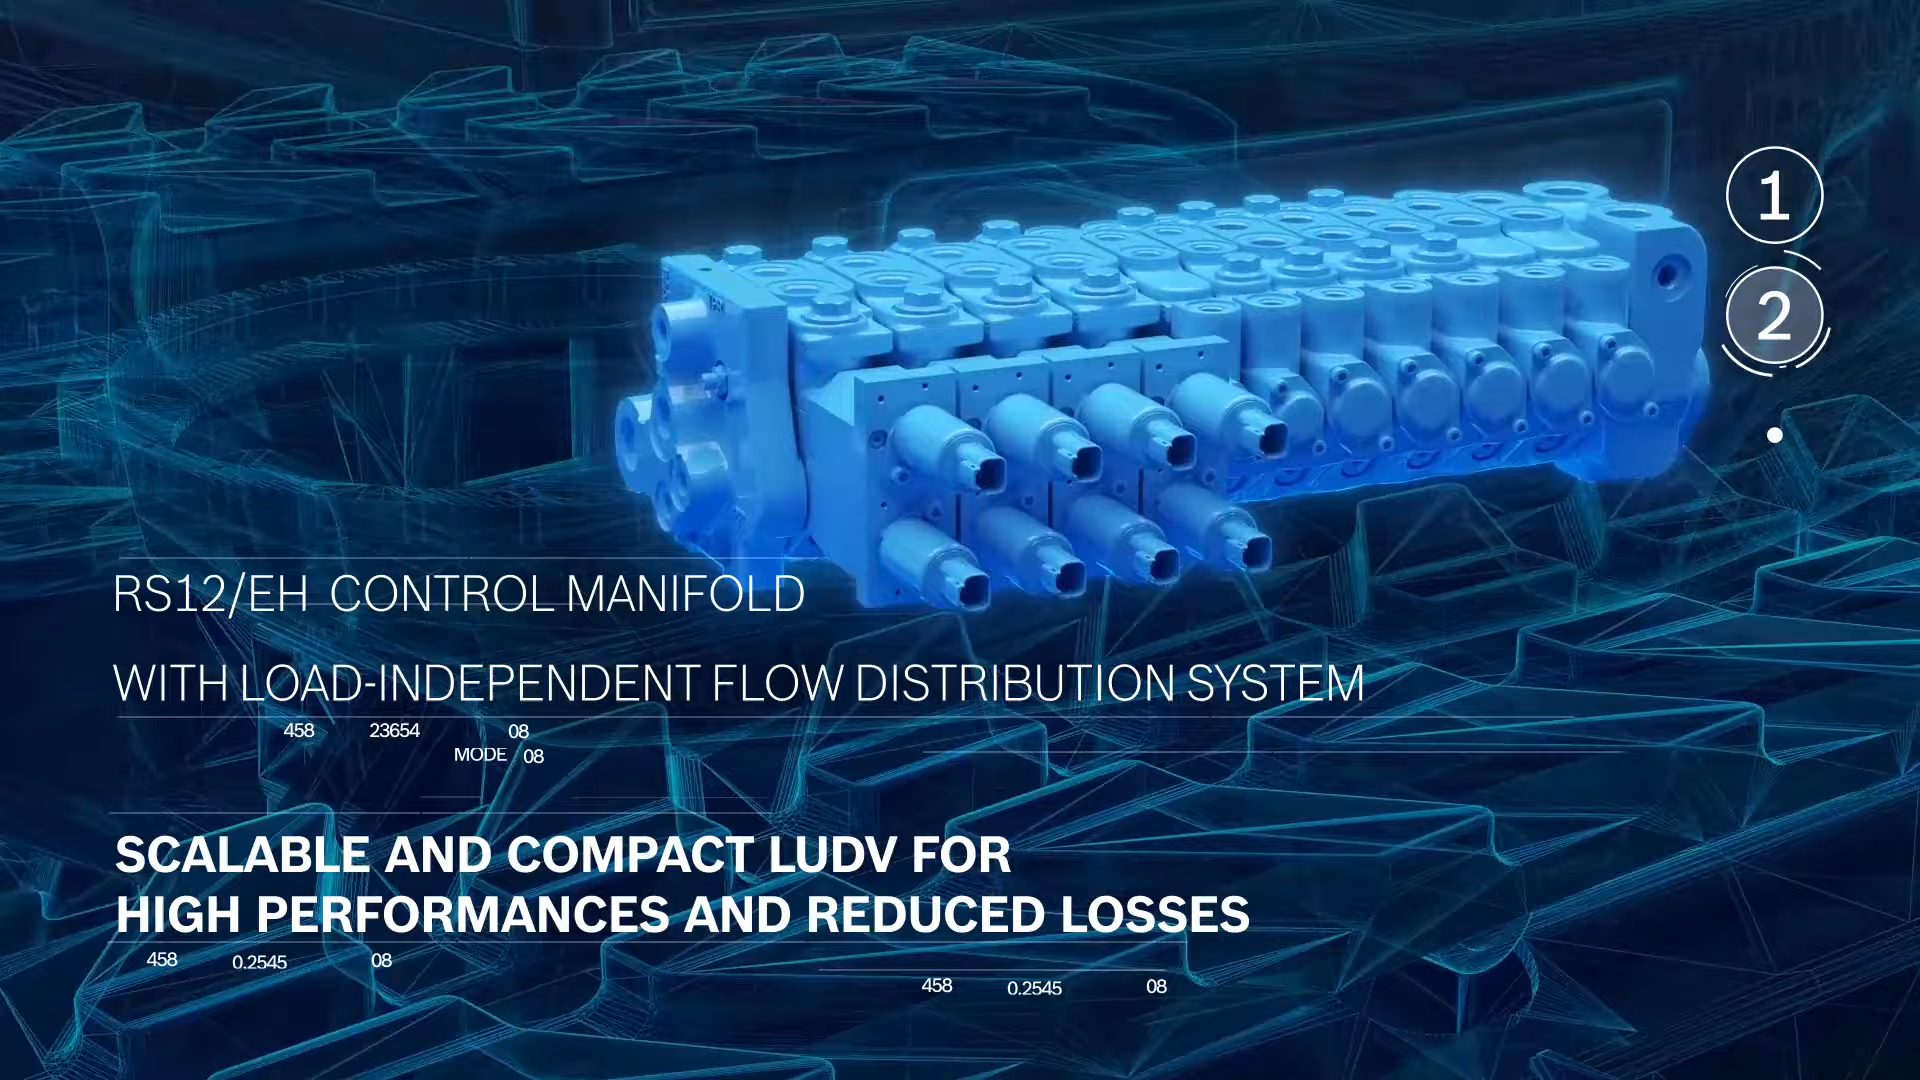 1
2
RS12/EH CONTROL MANIFOLD
WITH LOAD-INDEPENDENT FLOW DISTRIBUTION SYSTEM
458 23654 08
MODE 08
SCALABLE AND COMPACT LUDV FOR
HIGH PERFORMANCES AND REDUCED LOSSES
458 0.2545 08
458 0.2545 08